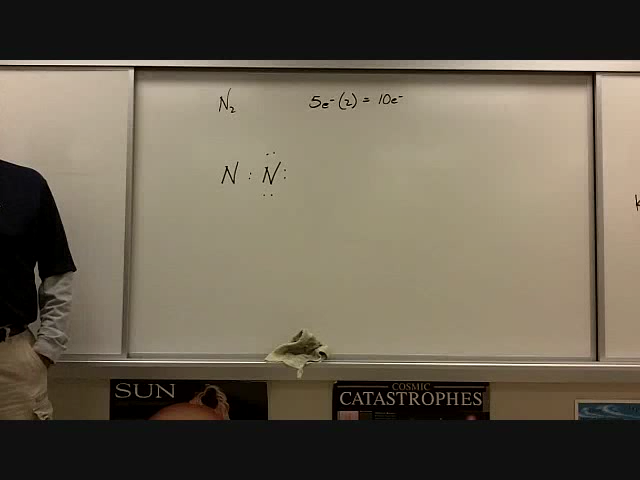 N₂ 5e⁻(2) = 10e⁻
N : N̤̈ :
SUN
COSMIC
CATASTROPHES